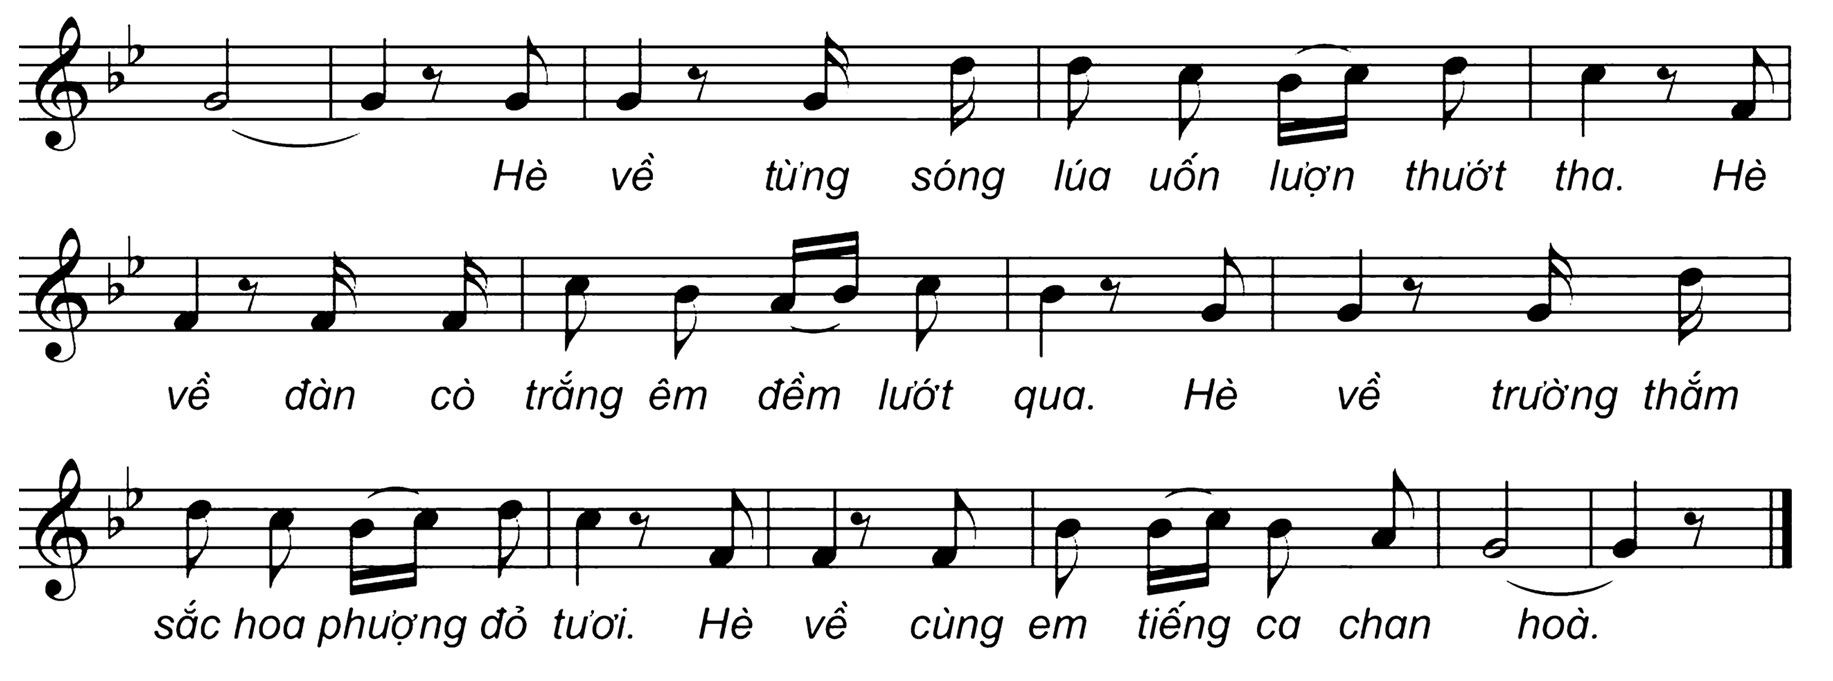 Hè về từng sóng lúa uốn lượn thướt tha. Hè
về đàn cò trắng êm đềm lướt qua. Hè về trường thắm
sắc hoa phượng đỏ tươi. Hè về cùng em tiếng ca chan hoà.